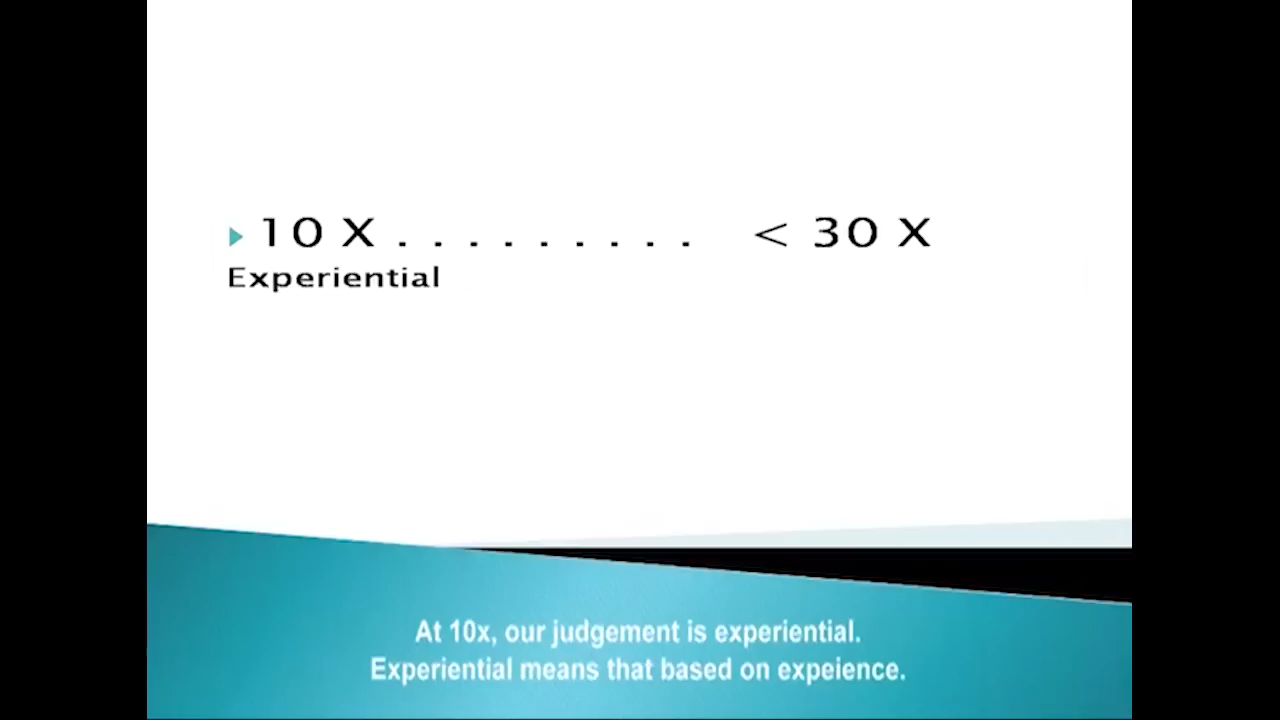 10 X . . . . . . . . . < 30 X
Experiential
At 10x, our judgement is experiential.
Experiential means that based on expeience.